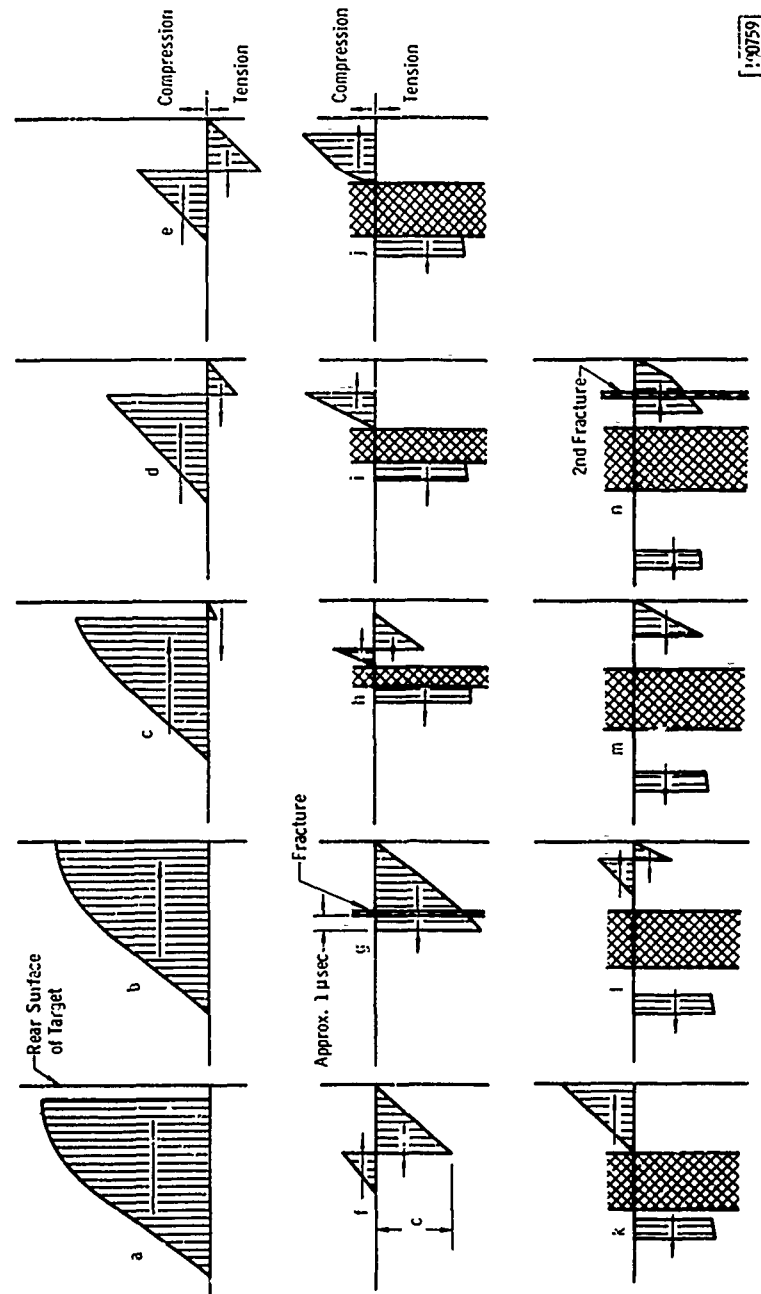 Rear Surface
of Target
a
b
c
d
e
Compression
Tension
Approx. 1 μsec
Fracture
f
c
g
h
i
j
Compression
Tension
2nd Fracture
k
l
m
n